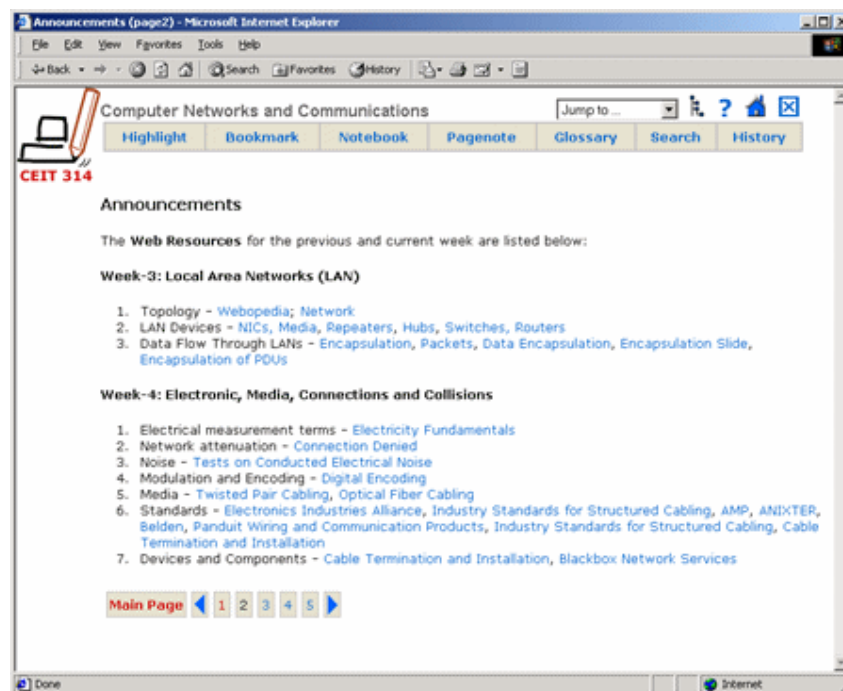 Announcements (page2) - Microsoft Internet Explorer
File Edit View Favorites Tools Help
Back Search Favorites History
Computer Networks and Communications Jump to ... ?
Highlight Bookmark Notebook Pagenote Glossary Search History
CEIT 314
Announcements
The Web Resources for the previous and current week are listed below:
Week-3: Local Area Networks (LAN)
1. Topology - Webopedia; Network
2. LAN Devices - NICs, Media, Repeaters, Hubs, Switches, Routers
3. Data Flow Through LANs - Encapsulation, Packets, Data Encapsulation, Encapsulation Slide,
Encapsulation of PDUs
Week-4: Electronic, Media, Connections and Collisions
1. Electrical measurement terms - Electricity Fundamentals
2. Network attenuation - Connection Denied
3. Noise - Tests on Conducted Electrical Noise
4. Modulation and Encoding - Digital Encoding
5. Media - Twisted Pair Cabling, Optical Fiber Cabling
6. Standards - Electronics Industries Alliance, Industry Standards for Structured Cabling, AMP, ANIXTER,
Belden, Panduit Wiring and Communication Products, Industry Standards for Structured Cabling, Cable
Termination and Installation
7. Devices and Components - Cable Termination and Installation, Blackbox Network Services
Main Page 1 2 3 4 5
Done Internet